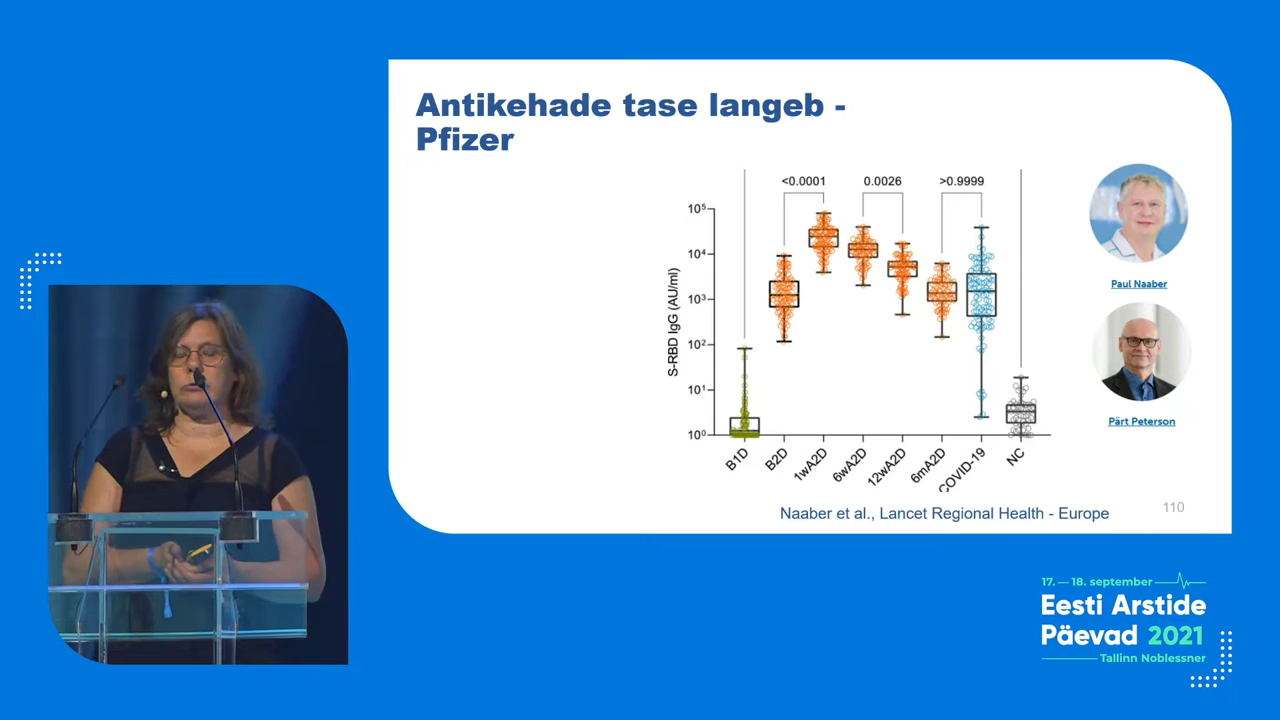 Antikehade tase langeb -
Pfizer
<0.0001
0.0026
>0.9999
S-RBD IgG (AU/ml)
10⁵
10⁴
10³
10²
10¹
10⁰
B1D
B2D
1wA2D
6wA2D
12wA2D
6mA2D
COVID-19
NC
Paul Naaber
Pärt Peterson
Naaber et al., Lancet Regional Health - Europe
110
17. — 18. september
Eesti Arstide
Päevad 2021
Tallinn Noblessner